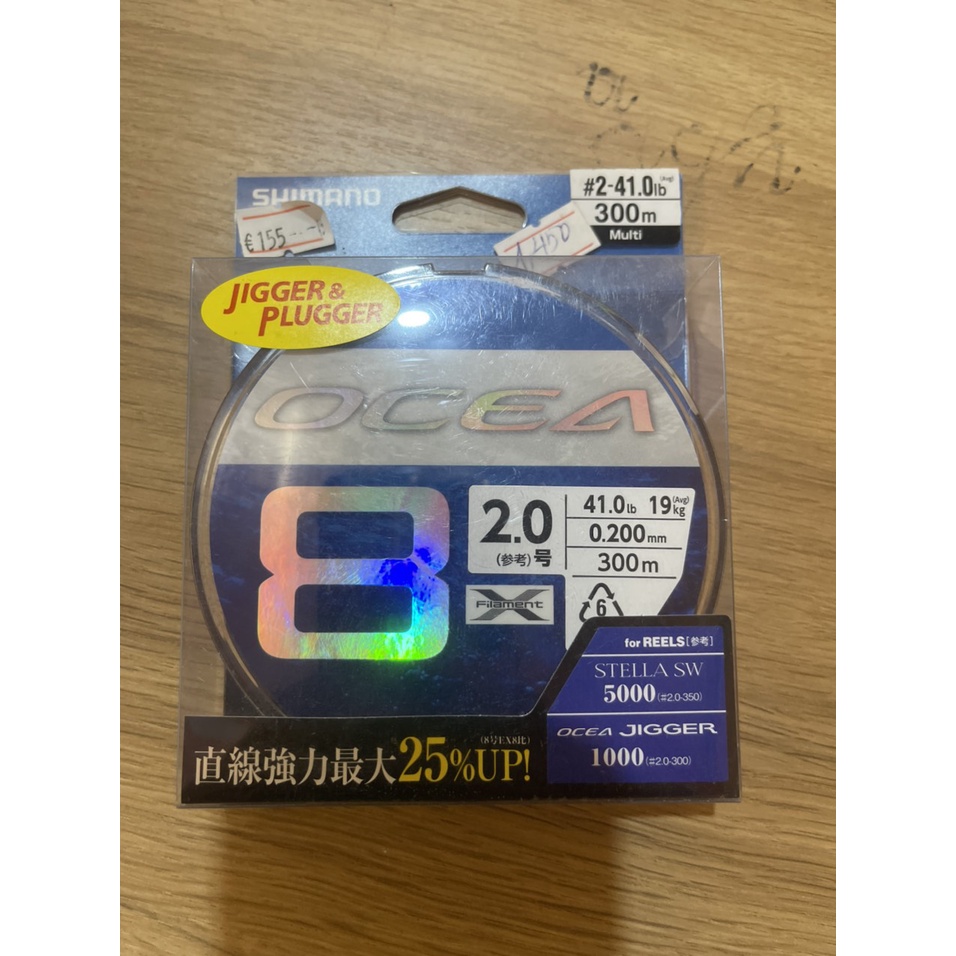 SHIMANO
#2-41.0lb (Avg)
300m
Multi
€155
1,450
JIGGER &
PLUGGER
OCEA
8
2.0
(参考)号
41.0lb 19kg (Avg)
0.200mm
300m
X
Filament
6
for REELS [参考]
STELLA SW
5000 (#2.0-350)
OCEA JIGGER
1000 (#2.0-300)
(8号EX8比)
直線強力最大25%UP!